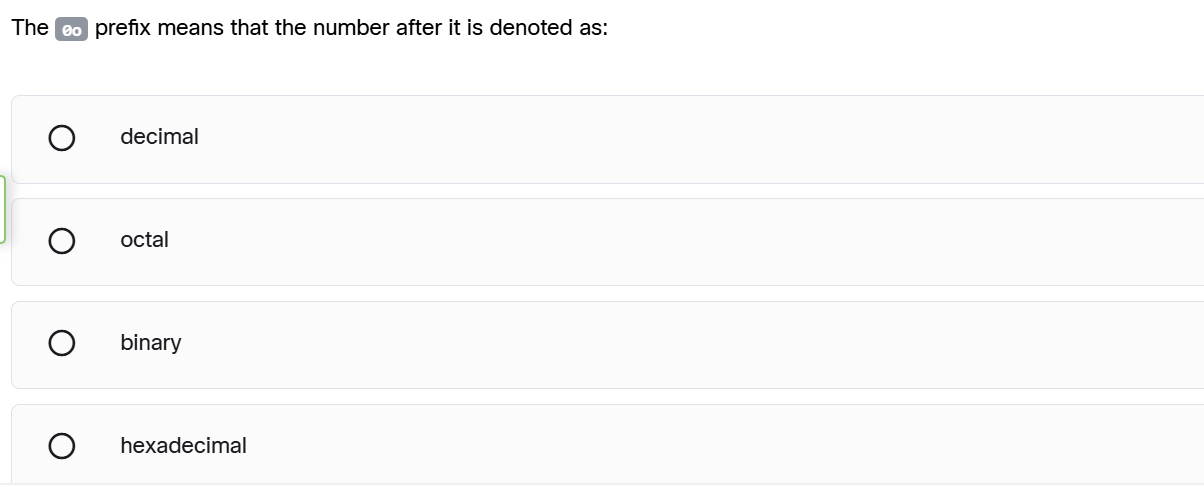 The 0o prefix means that the number after it is denoted as:
decimal
octal
binary
hexadecimal